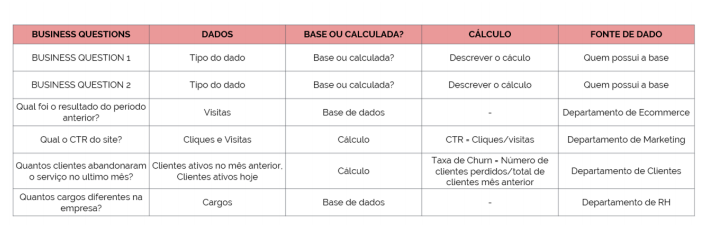 BUSINESS QUESTIONS DADOS BASE OU CALCULADA? CÁLCULO FONTE DE DADO
BUSINESS QUESTION 1 Tipo do dado Base ou calculada? Descrever o cáculo Quem possui a base
BUSINESS QUESTION 2 Tipo do dado Base ou calculada? Descrever o cálculo Quem possui a base
Qual foi o resultado do período
anterior? Visitas Base de dados - Departamento de Ecommerce
Qual o CTR do site? Cliques e Visitas Cálculo CTR = Cliques/visitas Departamento de Marketing
Quantos clientes abandonaram
o serviço no ultimo mês? Clientes ativos no mês anterior,
Clientes ativos hoje Cálculo Taxa de Churn = Número de
clientes perdidos/total de
clientes mês anterior Departamento de Clientes
Quantos cargos diferentes na
empresa? Cargos Base de dados - Departamento de RH